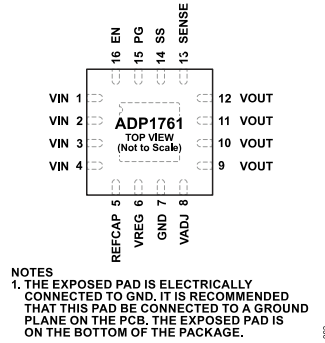 16 EN
15 PG
14 SS
13 SENSE
VIN 1
VIN 2
VIN 3
VIN 4
ADP1761
TOP VIEW
(Not to Scale)
12 VOUT
11 VOUT
10 VOUT
9 VOUT
REFCAP 5
VREG 6
GND 7
VADJ 8
NOTES
1. THE EXPOSED PAD IS ELECTRICALLY
CONNECTED TO GND. IT IS RECOMMENDED
THAT THIS PAD BE CONNECTED TO A GROUND
PLANE ON THE PCB. THE EXPOSED PAD IS
ON THE BOTTOM OF THE PACKAGE.